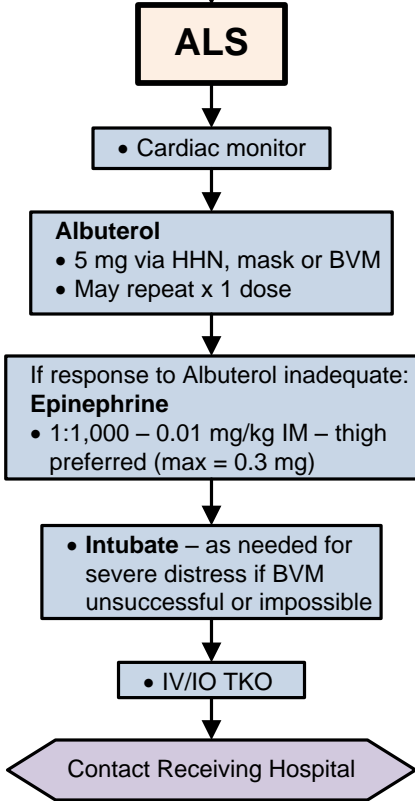 ALS
• Cardiac monitor
Albuterol
• 5 mg via HHN, mask or BVM
• May repeat x 1 dose
If response to Albuterol inadequate:
Epinephrine
• 1:1,000 – 0.01 mg/kg IM – thigh
preferred (max = 0.3 mg)
• Intubate – as needed for
severe distress if BVM
unsuccessful or impossible
• IV/IO TKO
Contact Receiving Hospital